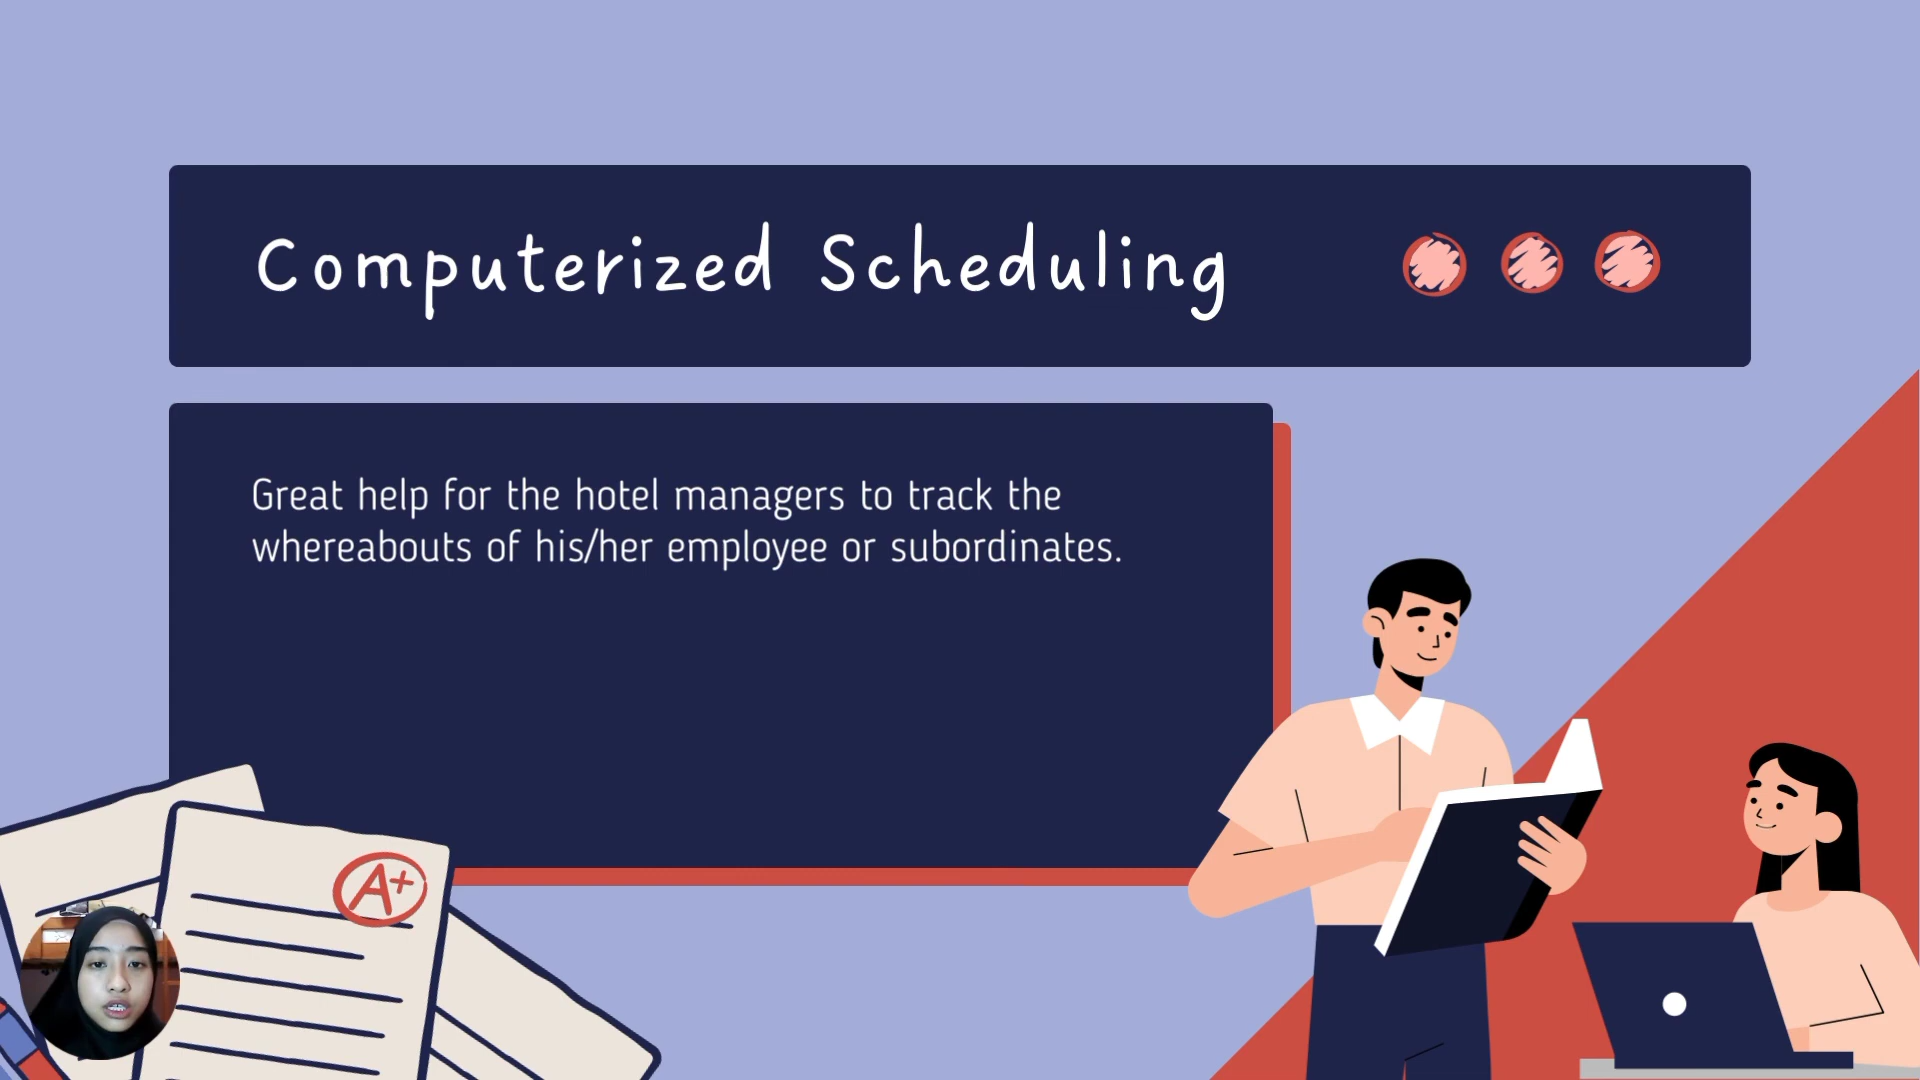 Computerized Scheduling
Great help for the hotel managers to track the
whereabouts of his/her employee or subordinates.
A+